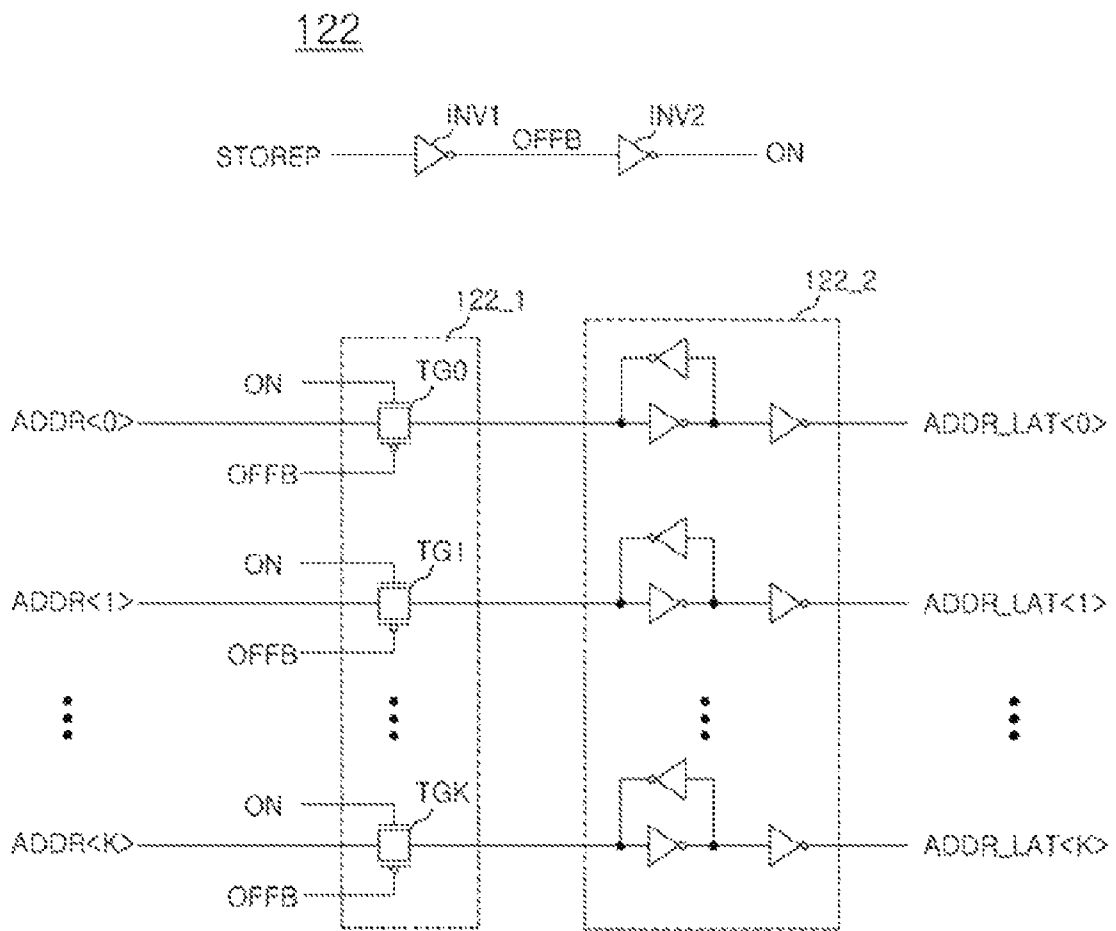 122
INV1
INV2
STOREP
OFFB
ON
122_1
122_2
ON
TG0
ADDR<0>
ADDR_LAT<0>
OFFB
ON
TG1
ADDR<1>
ADDR_LAT<1>
OFFB
ON
TGK
ADDR<K>
ADDR_LAT<K>
OFFB